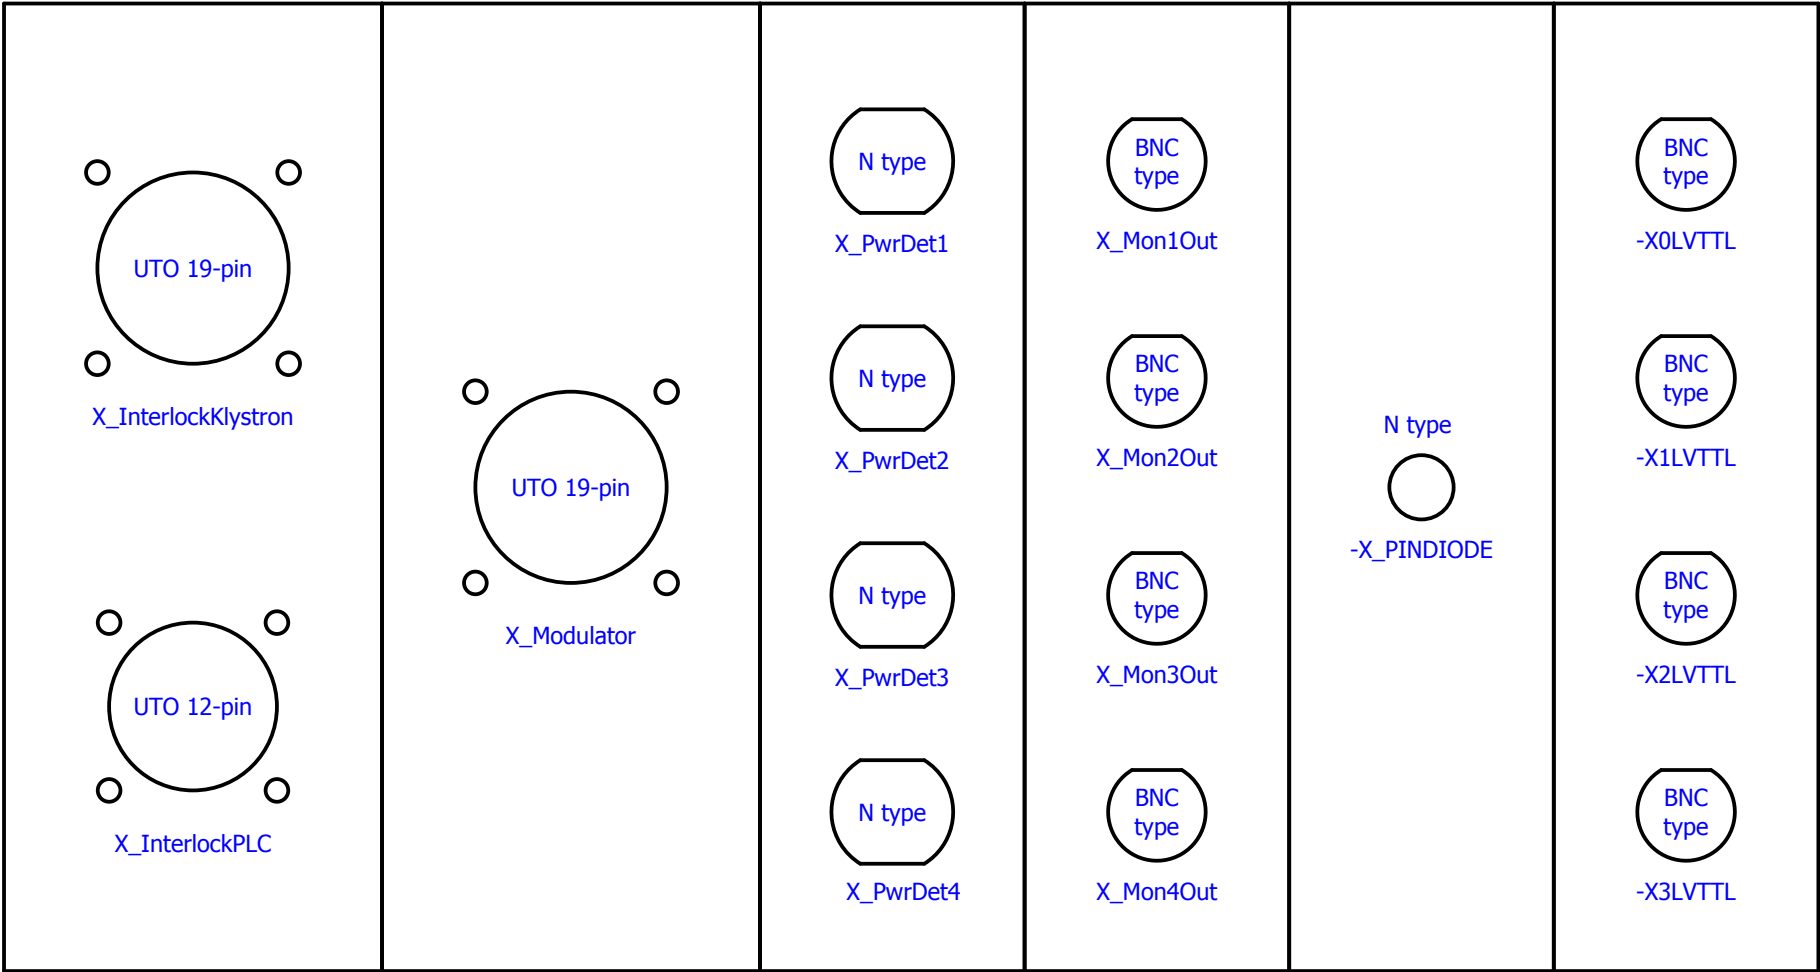 UTO 19-pin
X_InterlockKlystron
UTO 12-pin
X_InterlockPLC
UTO 19-pin
X_Modulator
N type
X_PwrDet1
N type
X_PwrDet2
N type
X_PwrDet3
N type
X_PwrDet4
BNC
type
X_Mon1Out
BNC
type
X_Mon2Out
BNC
type
X_Mon3Out
BNC
type
X_Mon4Out
N type
-X_PINDIODE
BNC
type
-X0LVTTL
BNC
type
-X1LVTTL
BNC
type
-X2LVTTL
BNC
type
-X3LVTTL